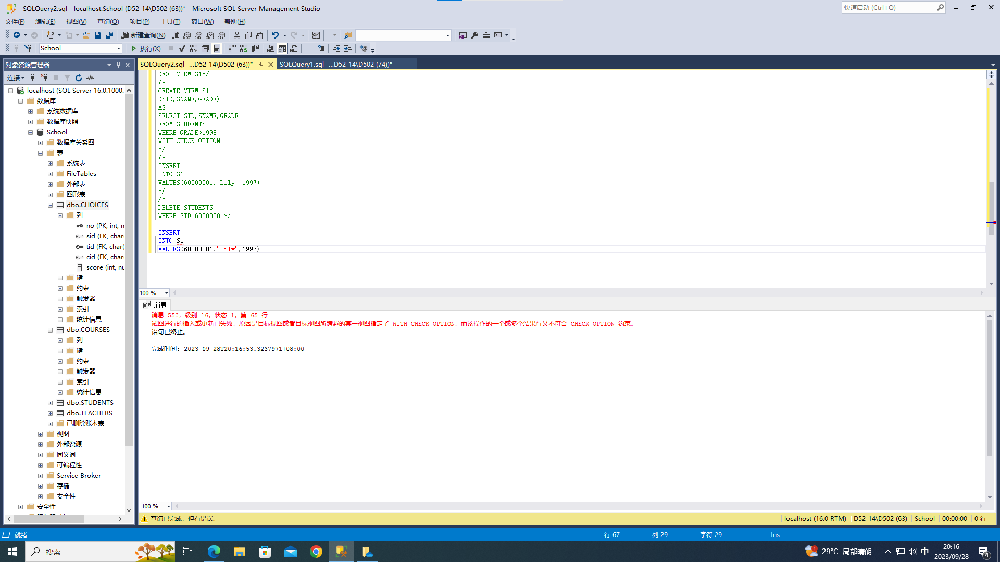 SQLQuery2.sql - localhost.School (D52_14\D502 (63))* - Microsoft SQL Server Management Studio
快速启动 (Ctrl+Q)
文件(F) 编辑(E) 视图(V) 查询(Q) 项目(P) 工具(T) 窗口(W) 帮助(H)
新建查询(N) MDX DMX XMLA DAX
School 执行(X)
对象资源管理器
SQLQuery2.sql -...D52_14\D502 (63))*
SQLQuery1.sql -...D52_14\D502 (74))*
连接
localhost (SQL Server 16.0.1000.
数据库
系统数据库
数据库快照
School
数据库关系图
表
系统表
FileTables
外部表
图形表
dbo.CHOICES
列
no (PK, int, n
sid (FK, char(
tid (FK, char(
cid (FK, char(
score (int, nu
键
约束
触发器
索引
统计信息
dbo.COURSES
列
键
约束
触发器
索引
统计信息
dbo.STUDENTS
dbo.TEACHERS
已删除账本表
视图
外部资源
同义词
可编程性
Service Broker
存储
安全性
安全性
DROP VIEW S1*/
/*
CREATE VIEW S1
(SID,SNAME,GEADE)
AS
SELECT SID,SNAME,GRADE
FROM STUDENTS
WHERE GRADE>1998
WITH CHECK OPTION
*/
/*
INSERT
INTO S1
VALUES(60000001,'Lily',1997)
*/
/*
DELETE STUDENTS
WHERE SID=60000001*/
INSERT
INTO S1
VALUES(60000001,'Lily',1997)
100 %
消息
消息 550，级别 16，状态 1，第 65 行
试图进行的插入或更新已失败，原因是目标视图或者目标视图所跨越的某一视图指定了 WITH CHECK OPTION，而该操作的一个或多个结果行又不符合 CHECK OPTION 约束。
语句已终止。
完成时间: 2023-09-28T20:16:53.3237971+08:00
100 %
查询已完成，但有错误。
localhost (16.0 RTM) D52_14\D502 (63) School 00:00:00 0 行
就绪 行 67 列 29 字符 29 Ins
搜索
1 29°C 局部晴朗 中
20:16
2023/09/28
4